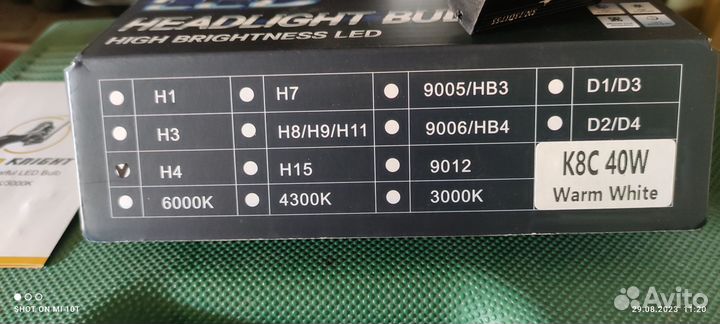 HEADLIGHT BULB
HIGH BRIGHTNESS LED
H1 H7 9005/HB3 D1/D3
H3 H8/H9/H11 9006/HB4 D2/D4
H4 H15 9012
6000K 4300K 3000K
K8C 40W
Warm White
KNIGHT
LED Bulb
SHOT ON MI 10T
29.08.2023 11:20
Avito